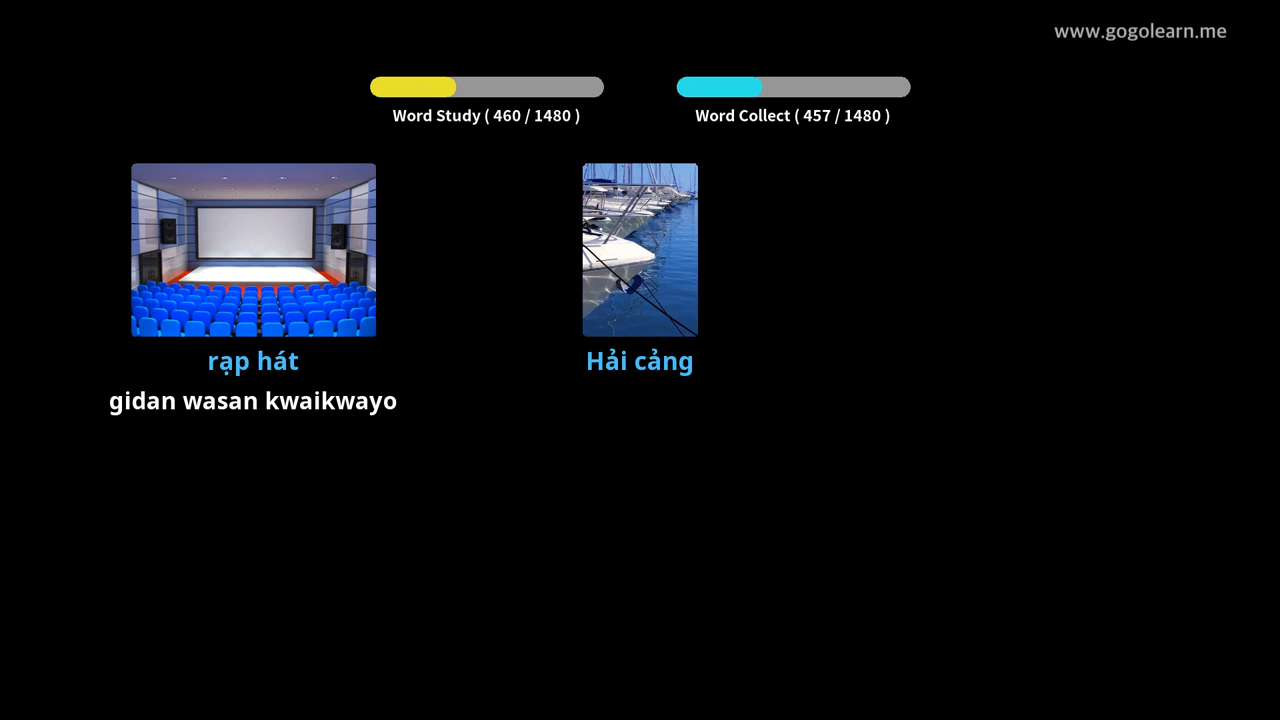 www.gogolearn.me
Word Study ( 460 / 1480 )
Word Collect ( 457 / 1480 )
rạp hát
Hải cảng
gidan wasan kwaikwayo